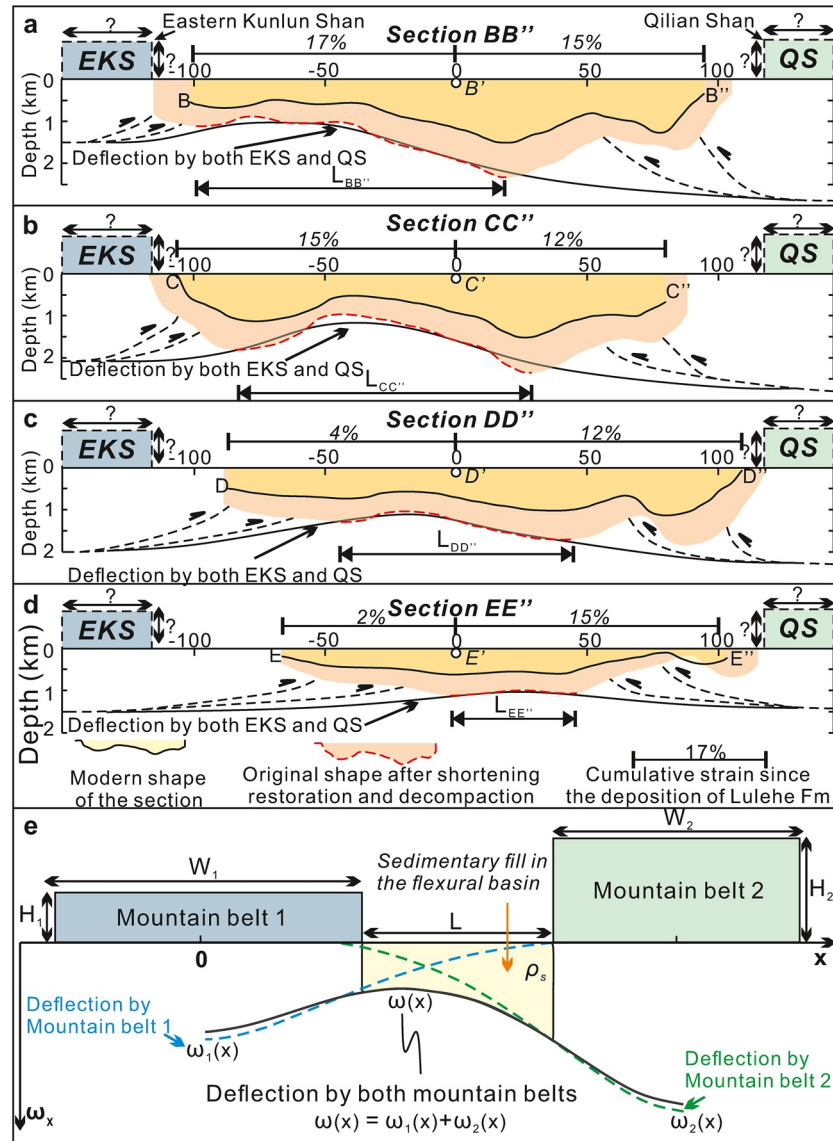 a
?
Eastern Kunlun Shan
Section BB’’
Qilian Shan
?
17%
15%
EKS
?
-100
-50
0
50
100
?
QS
0
1
2
Depth (km)
B
B’
B’’
Deflection by both EKS and QS
LBB’’
b
?
Section CC’’
?
15%
12%
EKS
?
-100
-50
0
50
100
?
QS
0
1
2
Depth (km)
C
C’
C’’
Deflection by both EKS and QS
LCC’’
c
?
Section DD’’
?
4%
12%
EKS
?
-100
-50
0
50
100
?
QS
0
1
2
Depth (km)
D
D’
D’’
Deflection by both EKS and QS
LDD’’
d
?
Section EE’’
?
2%
15%
EKS
?
-100
-50
0
50
100
?
QS
0
1
2
Depth (km)
E
E’
E’’
Deflection by both EKS and QS
LEE’’
Modern shape
of the section
Original shape after shortening
restoration and decompaction
17%
Cumulative strain since
the deposition of Lulehe Fm.
e
W1
W2
Sedimentary fill in
the flexural basin
H1
Mountain belt 1
L
Mountain belt 2
H2
0
x
ρs
ω(x)
Deflection by
Mountain belt 1
ω1(x)
Deflection by both mountain belts
ω(x) = ω1(x)+ω2(x)
Deflection by
Mountain belt 2
ω2(x)
ωx